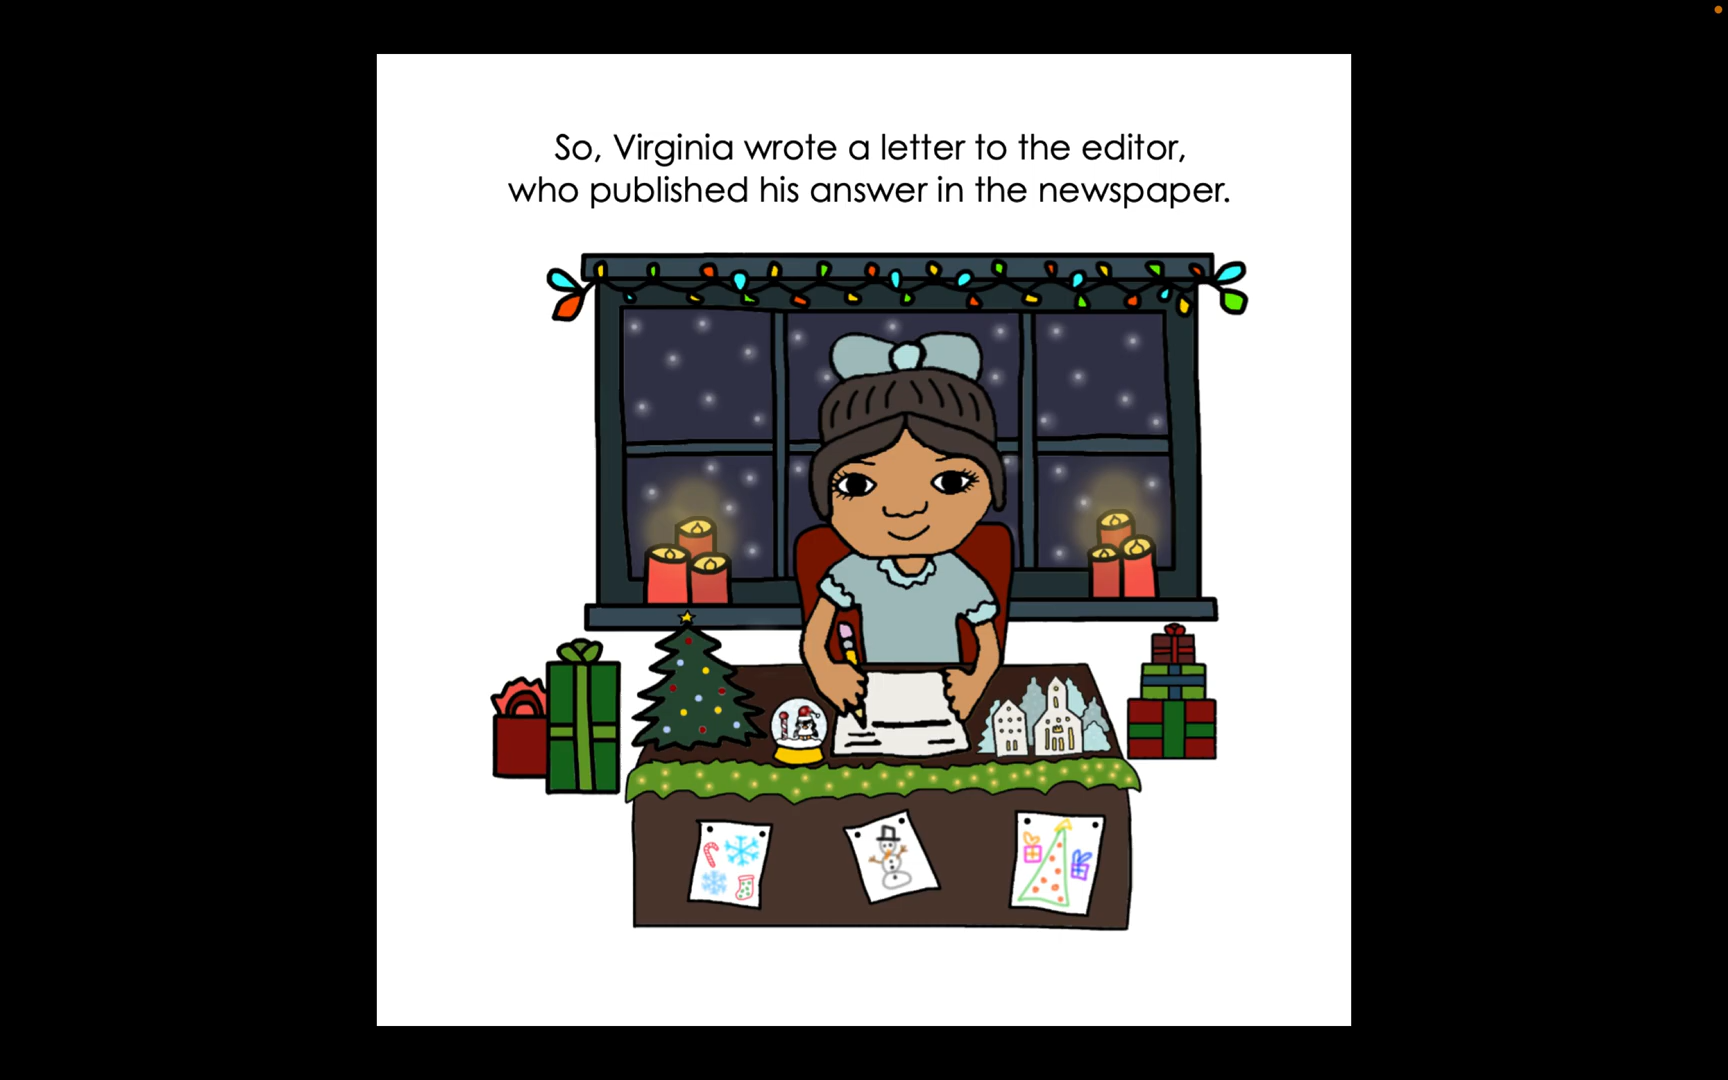 So, Virginia wrote a letter to the editor,
who published his answer in the newspaper.